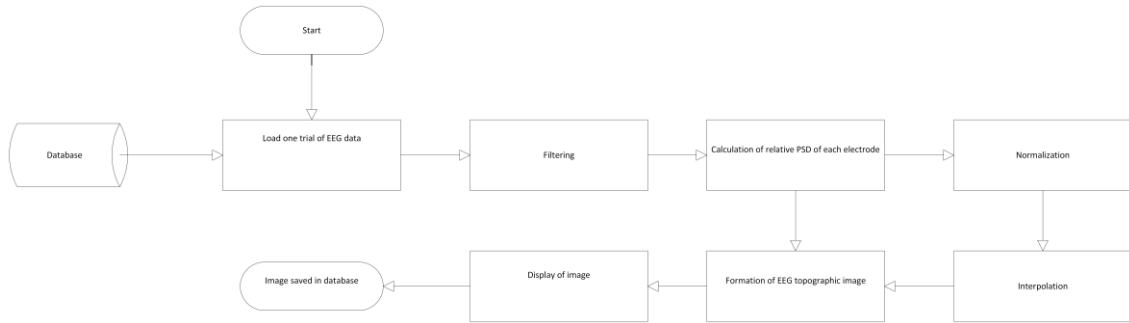 Start
Database
Load one trial of EEG data
Filtering
Calculation of relative PSD of each electrode
Normalization
Image saved in database
Display of image
Formation of EEG topographic image
Interpolation